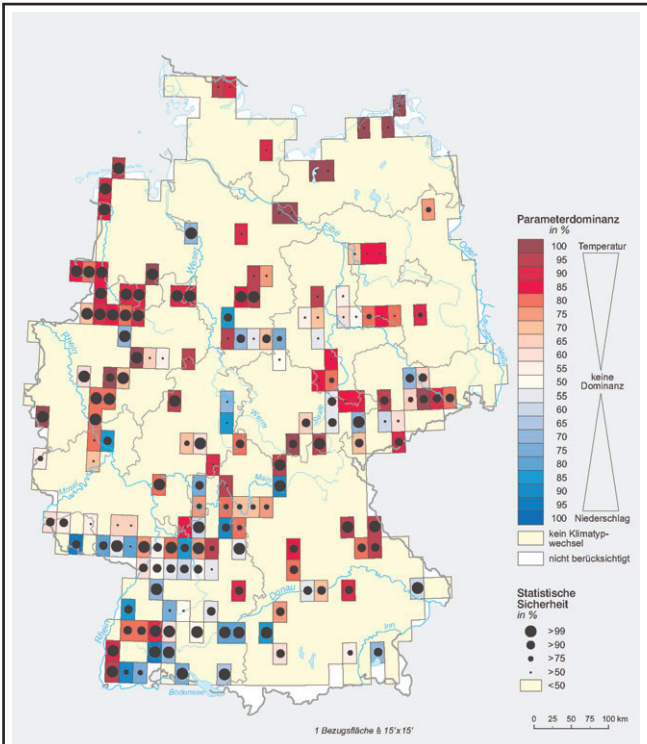 Elbe
Oder
Weser
Rhein
Werra
Saale
Mosel
Main
Donau
Rhein
Inn
Bodensee
Parameterdominanz
in %
100 Temperatur
95
90
85
80
75
70
65
60
55
50 keine
55 Dominanz
60
65
70
75
80
85
90
95
100 Niederschlag
kein Klimatyp-
wechsel
nicht berücksichtigt
Statistische
Sicherheit
in %
>99
>90
>75
>50
<50
1 Bezugsfläche § 15'x15'
0 25 50 75 100 km